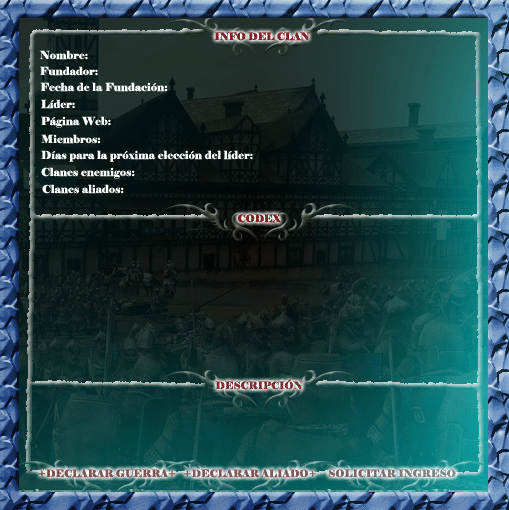 INFO DEL CLAN
Nombre:
Fundador:
Fecha de la Fundación:
Líder:
Página Web:
Miembros:
Días para la próxima elección del líder:
Clanes enemigos:
Clanes aliados:
CODEX
DESCRIPCIÓN
+DECLARAR GUERRA+ +DECLARAR ALIADO+ SOLICITAR INGRESO